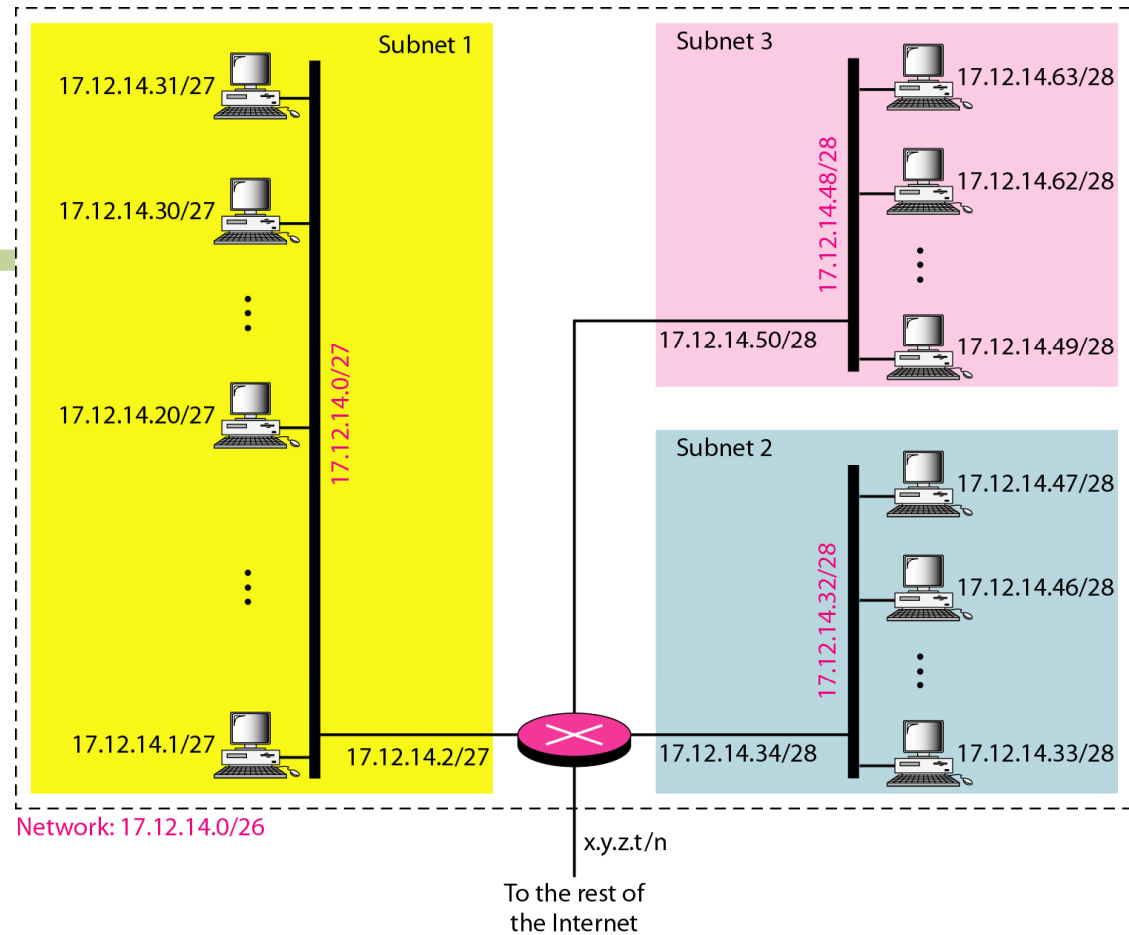 Subnet 1
17.12.14.31/27
17.12.14.30/27
17.12.14.0/27
17.12.14.20/27
17.12.14.1/27
17.12.14.2/27
Subnet 3
17.12.14.63/28
17.12.14.62/28
17.12.14.48/28
17.12.14.50/28
17.12.14.49/28
Subnet 2
17.12.14.47/28
17.12.14.46/28
17.12.14.32/28
17.12.14.34/28
17.12.14.33/28
Network: 17.12.14.0/26
x.y.z.t/n
To the rest of
the Internet